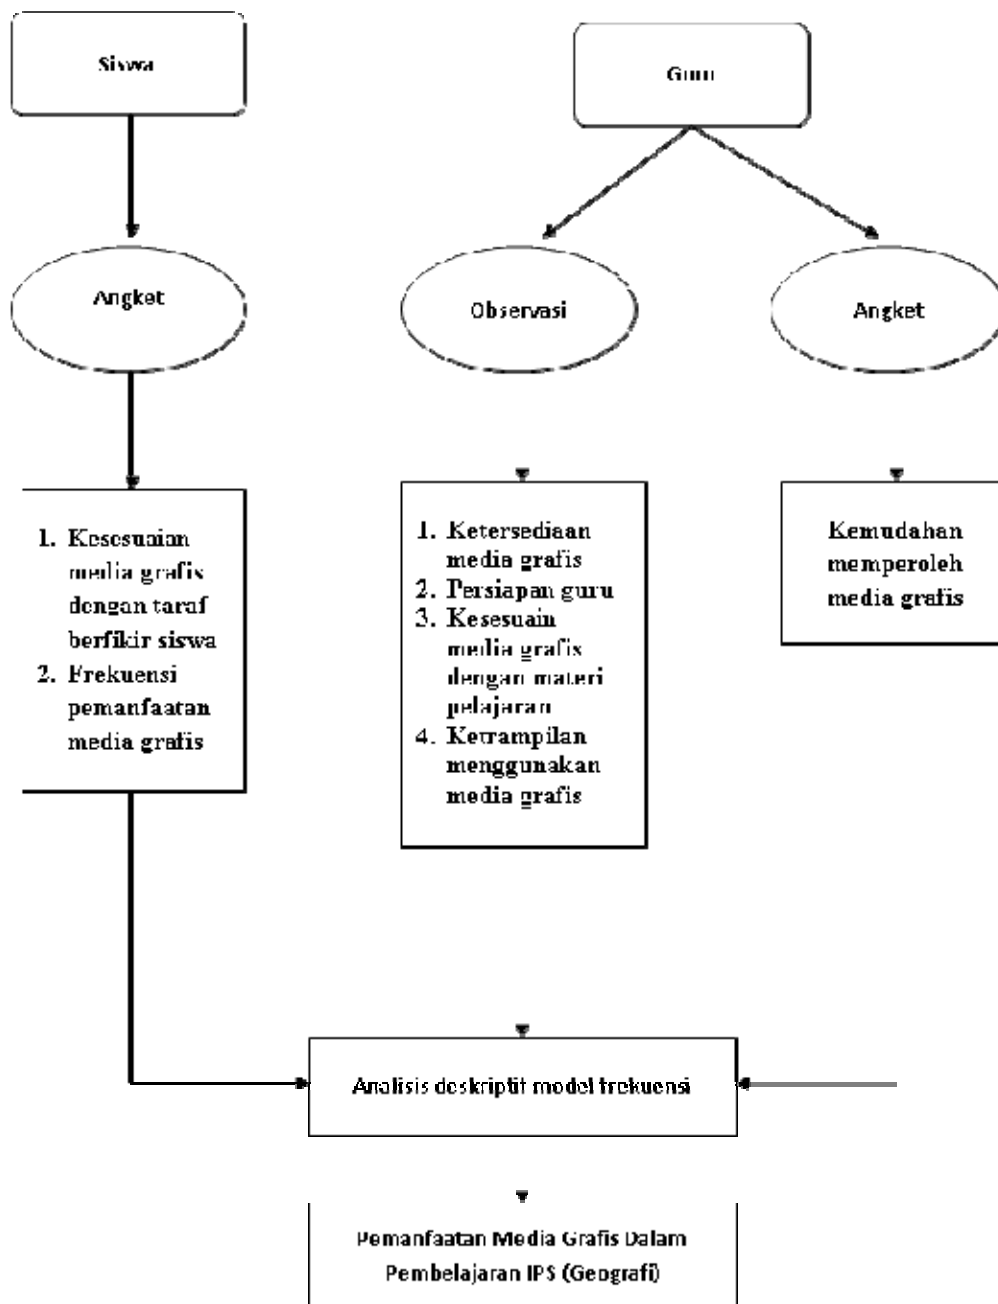 Siswa
Guru
Angket
Observasi
Angket
1. Kesesuaian
media grafis
dengan taraf
berfikir siswa
2. Frekuensi
pemanfaatan
media grafis
1. Ketersediaan
media grafis
2. Persiapan guru
3. Kesesuain
media grafis
dengan materi
pelajaran
4. Ketrampilan
menggunakan
media grafis
Kemudahan
memperoleh
media grafis
Analisis deskriptif model frekuensi
Pemanfaatan Media Grafis Dalam
Pembelajaran IPS (Geografi)